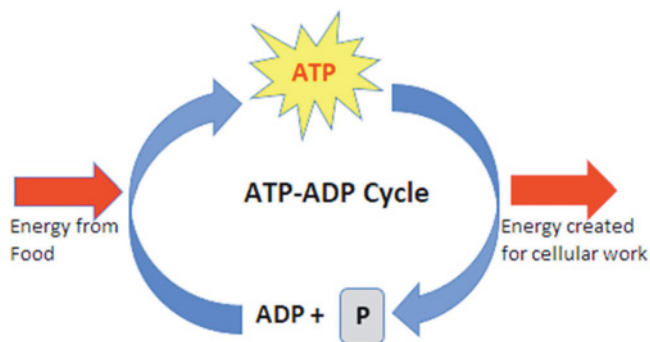 ATP
ATP-ADP Cycle
Energy from
Food
Energy created
for cellular work
ADP + P